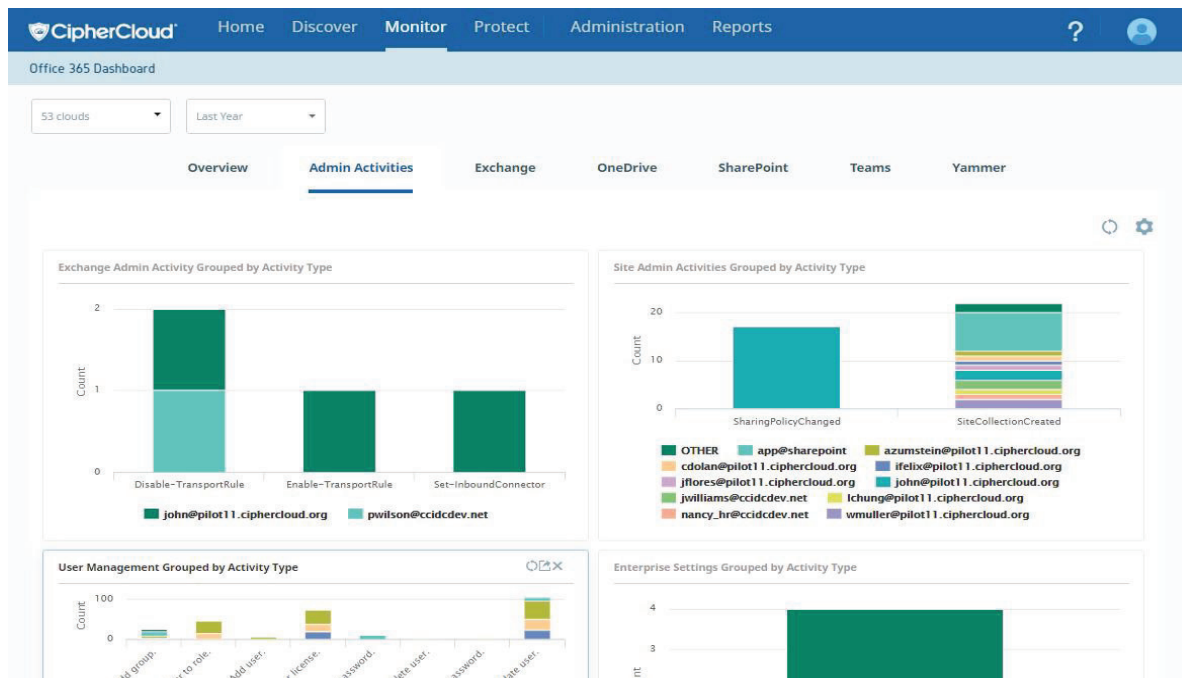 CipherCloud
Home Discover Monitor Protect Administration Reports ?
Office 365 Dashboard
53 clouds Last Year
Overview Admin Activities Exchange OneDrive SharePoint Teams Yammer
Exchange Admin Activity Grouped by Activity Type
2
1
0
Count
Disable-TransportRule Enable-TransportRule Set-InboundConnector
john@pilot11.ciphercloud.org pwilson@ccidcdev.net
Site Admin Activities Grouped by Activity Type
20
10
0
Count
SharingPolicyChanged SiteCollectionCreated
OTHER app@sharepoint azumstein@pilot11.ciphercloud.org
cdolan@pilot11.ciphercloud.org ifelix@pilot11.ciphercloud.org
jflores@pilot11.ciphercloud.org john@pilot11.ciphercloud.org
jwilliams@ccidcdev.net lchung@pilot11.ciphercloud.org
nancy_hr@ccidcdev.net wmuller@pilot11.ciphercloud.org
User Management Grouped by Activity Type
100
0
Count
group. to role. Add user. license. user. user.
Enterprise Settings Grouped by Activity Type
4
3